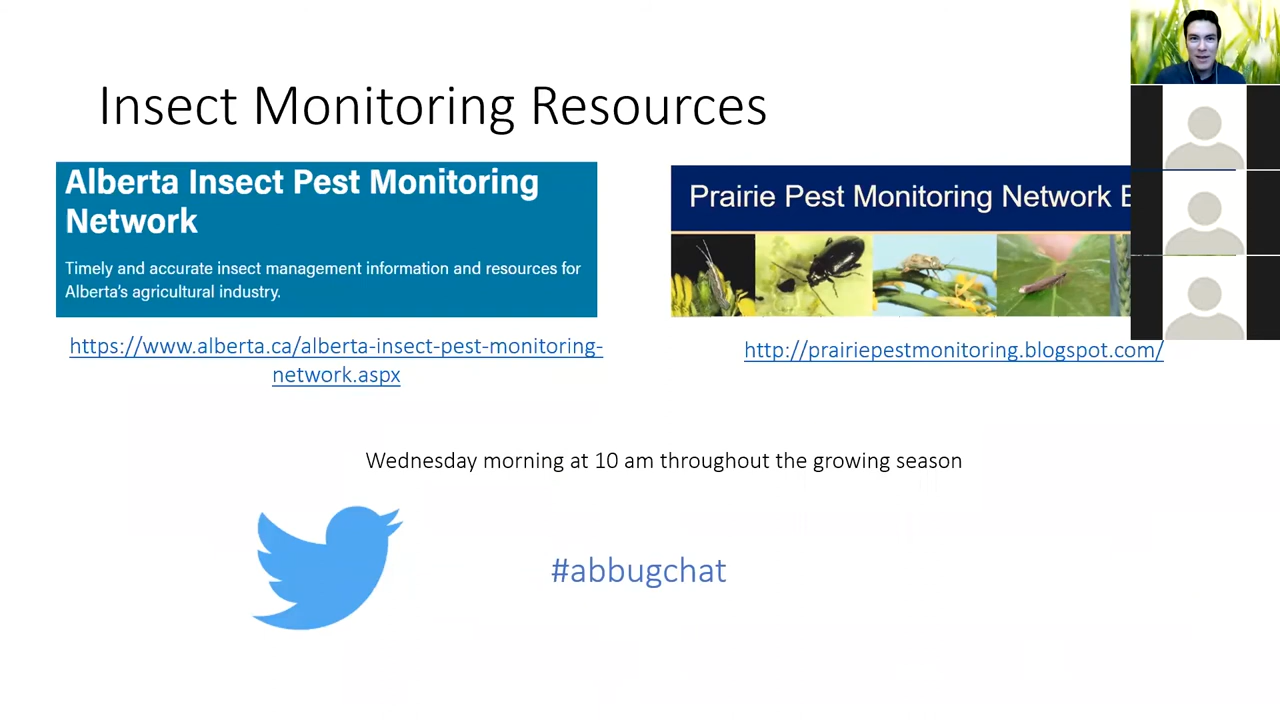 Insect Monitoring Resources
Alberta Insect Pest Monitoring
Network
Timely and accurate insect management information and resources for
Alberta's agricultural industry.
https://www.alberta.ca/alberta-insect-pest-monitoring-
network.aspx
Prairie Pest Monitoring Network
http://prairiepestmonitoring.blogspot.com/
Wednesday morning at 10 am throughout the growing season
#abbugchat